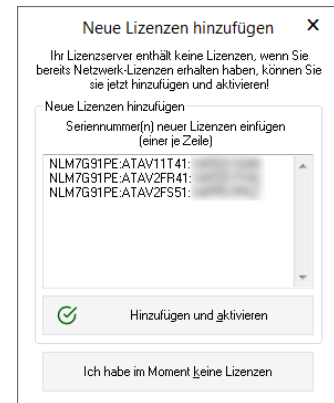 Neue Lizenzen hinzufügen
Ihr Lizenzserver enthält keine Lizenzen, wenn Sie
bereits Netzwerk-Lizenzen erhalten haben, können Sie
sie jetzt hinzufügen und aktivieren!
Neue Lizenzen hinzufügen
Seriennummer(n) neuer Lizenzen einfügen
(einer je Zeile)
NLM7G91PE:ATAV11T41:
NLM7G91PE:ATAV2FR41:
NLM7G91PE:ATAV2FS51:
Hinzufügen und aktivieren
Ich habe im Moment keine Lizenzen